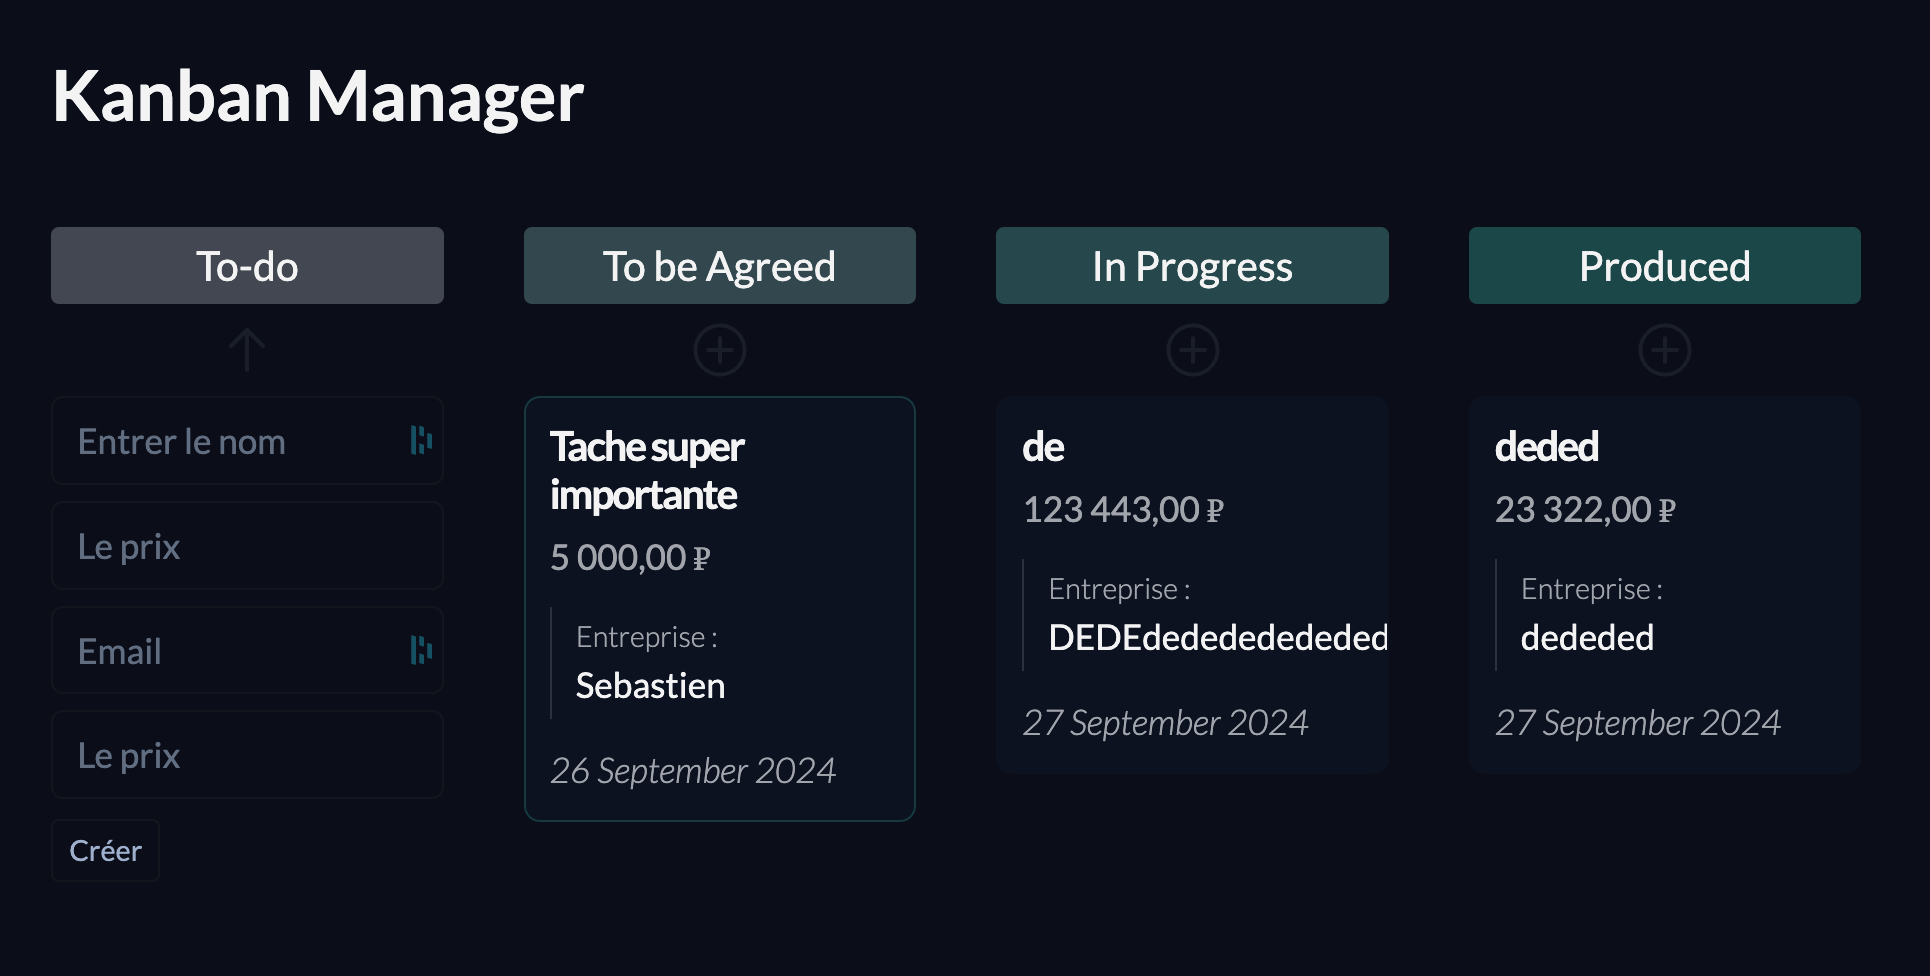 Kanban Manager
To-do
Entrer le nom
Le prix
Email
Le prix
Créer
To be Agreed
Tache super
importante
5 000,00 ₽
Entreprise :
Sebastien
26 September 2024
In Progress
de
123 443,00 ₽
Entreprise :
DEDEdededededede​d
27 September 2024
Produced
deded
23 322,00 ₽
Entreprise :
dededed
27 September 2024